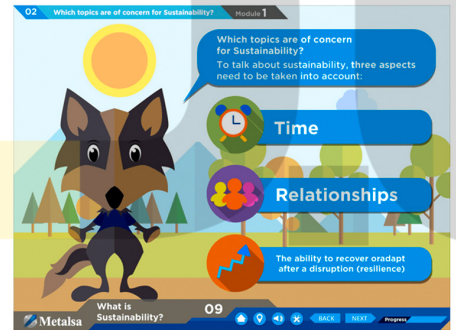 02 Which topics are of concern for Sustainability? Module 1
Which topics are of concern
for Sustainability?
To talk about sustainability, three aspects
need to be taken into account:
Time
Relationships
The ability to recover oradapt
after a disruption (resilience)
Metalsa
What is
Sustainability?
09
BACK NEXT Progress